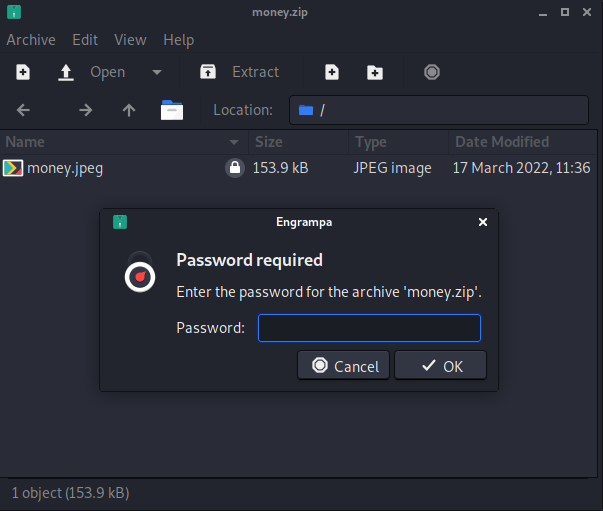 money.zip
Archive Edit View Help
Open Extract
Location: /
Name Size Type Date Modified
money.jpeg 153.9 kB JPEG image 17 March 2022, 11:36
Engrampa
Password required
Enter the password for the archive 'money.zip'.
Password:
Cancel OK
1 object (153.9 kB)